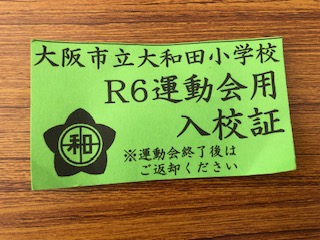 大阪市立大和田小学校
R6運動会用
入校証
和
※運動会終了後は
ご返却ください